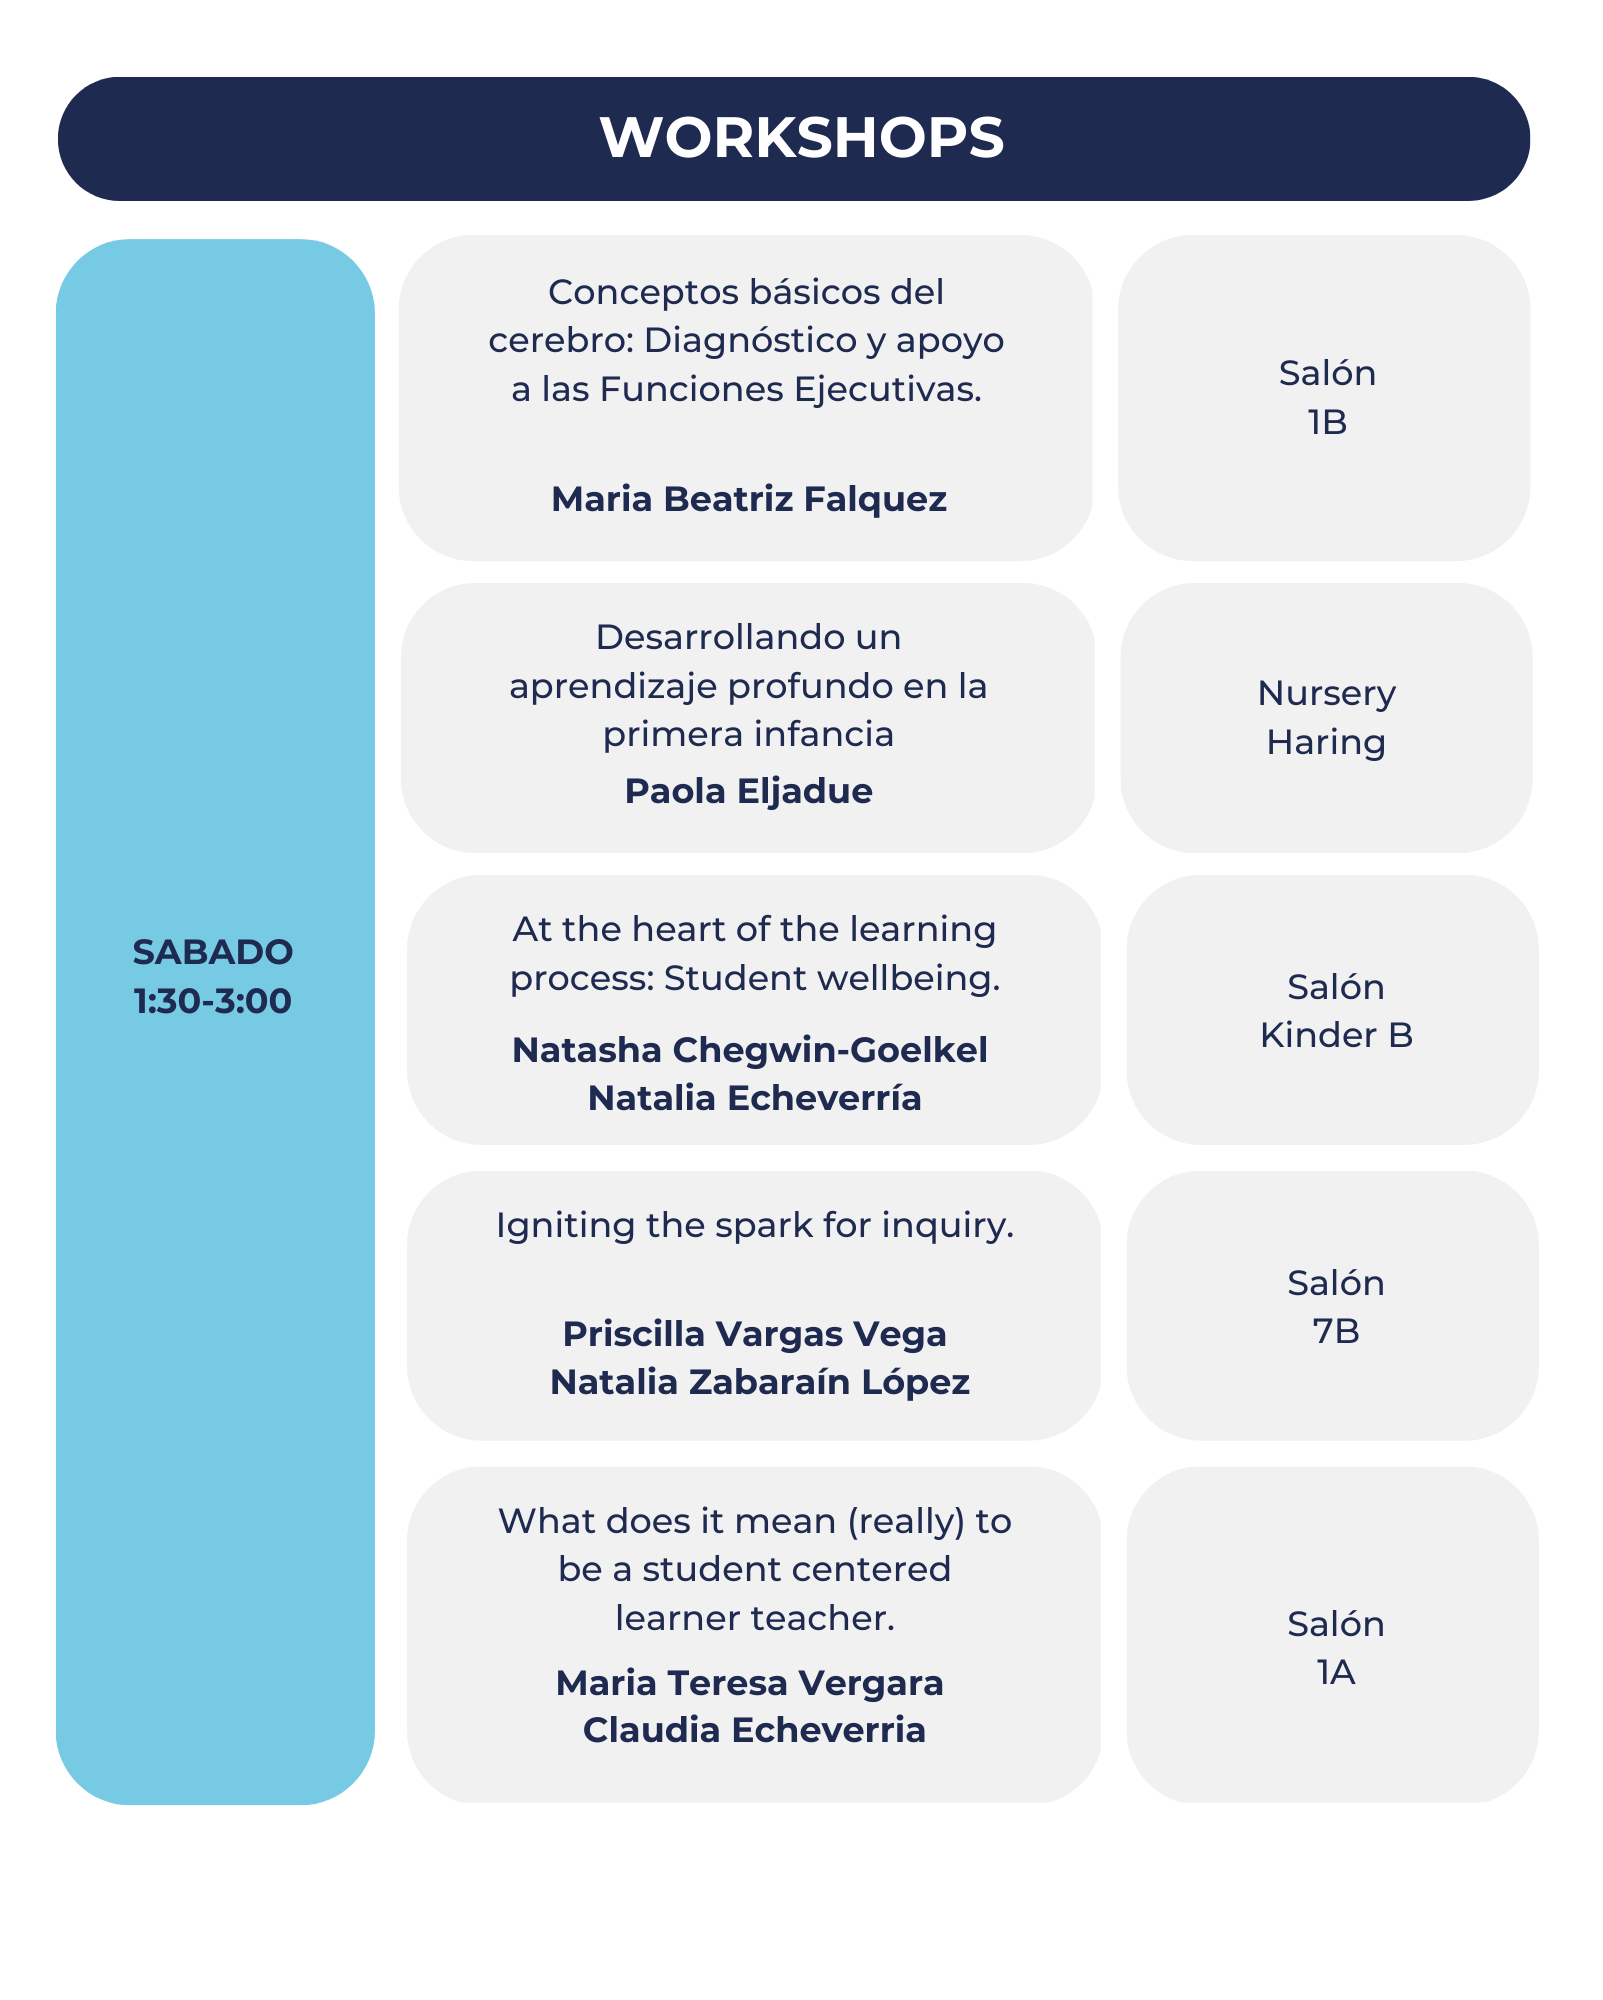 WORKSHOPS
SABADO
1:30-3:00
Conceptos básicos del
cerebro: Diagnóstico y apoyo
a las Funciones Ejecutivas.
Maria Beatriz Falquez
Salón
1B
Desarrollando un
aprendizaje profundo en la
primera infancia
Paola Eljadue
Nursery
Haring
At the heart of the learning
process: Student wellbeing.
Natasha Chegwin-Goelkel
Natalia Echeverría
Salón
Kinder B
Igniting the spark for inquiry.
Priscilla Vargas Vega
Natalia Zabaraín López
Salón
7B
What does it mean (really) to
be a student centered
learner teacher.
Maria Teresa Vergara
Claudia Echeverria
Salón
1A